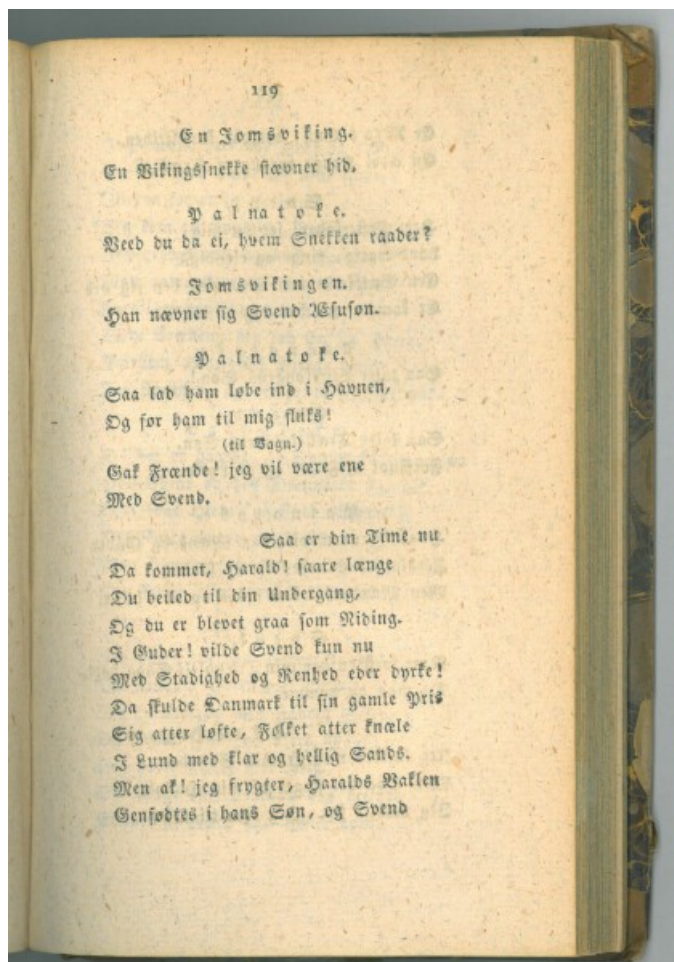 119
En Jomsviking.
En Vikingssnekke stævner hid.
Palnatoke.
Veed du da ei, hvem Snekken raader?
Jomsvikingen.
Han nævner sig Svend Æsusøn.
Palnatoke.
Saa lad ham løbe ind i Havnen,
Og før ham til mig fluks!
(til Vagn.)
Gak Frænde! jeg vil være ene
Med Svend.
Saa er din Time nu
Da kommet, Harald! saare længe
Du beiled til din Undergang,
Og du er blevet graa som Niding.
I Guder! vilde Svend kun nu
Med Stadighed og Renhed eder dyrke!
Da skulde Danmark til sin gamle Pris
Sig atter løfte, Folket atter knæle
I Lund med klar og hellig Sands.
Men ak! jeg frygter, Haralds Vaklen
Genfødtes i hans Søn, og Svend